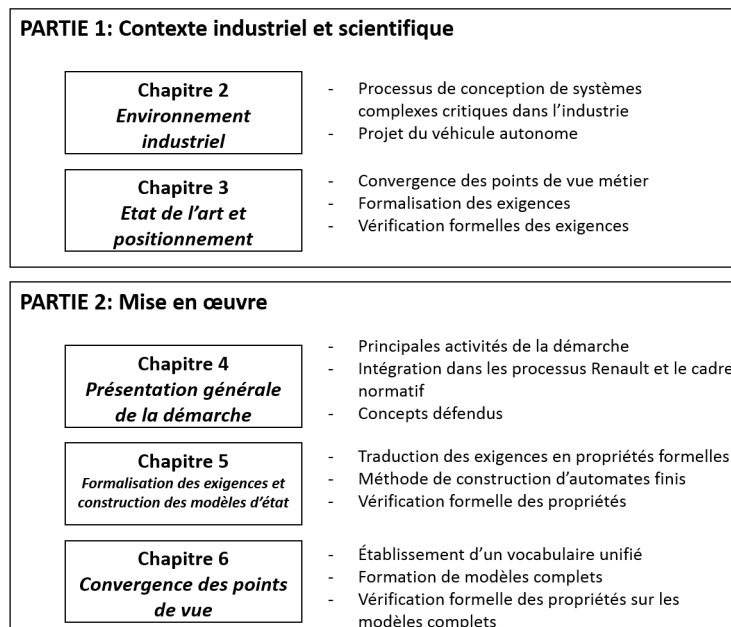 PARTIE 1: Contexte industriel et scientifique
Chapitre 2
Environnement
industriel
- Processus de conception de systèmes
complexes critiques dans l'industrie
- Projet du véhicule autonome
Chapitre 3
Etat de l'art et
positionnement
- Convergence des points de vue métier
- Formalisation des exigences
- Vérification formelles des exigences
PARTIE 2: Mise en œuvre
Chapitre 4
Présentation générale
de la démarche
- Principales activités de la démarche
- Intégration dans les processus Renault et le cadre
normatif
- Concepts défendus
Chapitre 5
Formalisation des exigences et
construction des modèles d'état
- Traduction des exigences en propriétés formelles
- Méthode de construction d'automates finis
- Vérification formelle des propriétés
Chapitre 6
Convergence des points
de vue
- Établissement d'un vocabulaire unifié
- Formation de modèles complets
- Vérification formelle des propriétés sur les
modèles complets